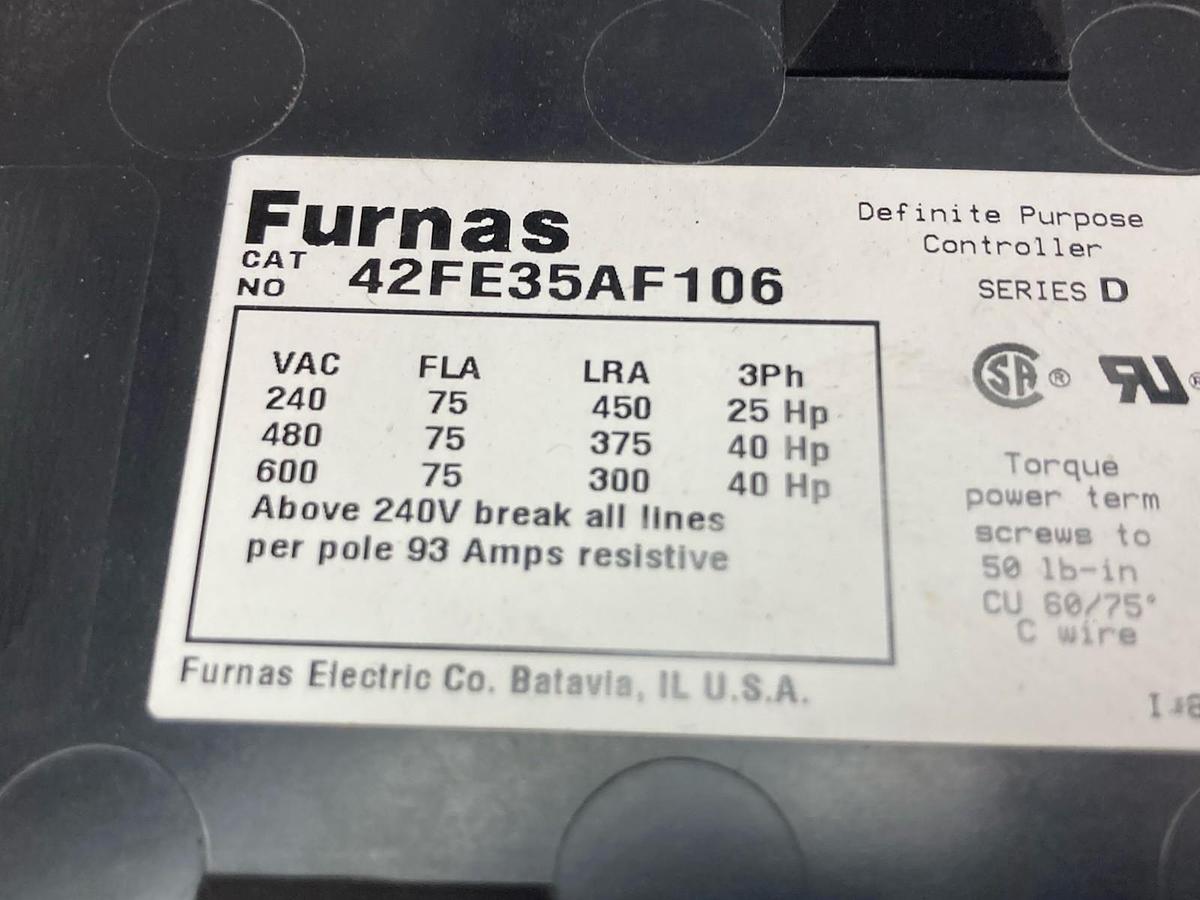 Furnas
CAT
NO 42FE35AF106
VAC FLA LRA 3Ph
240 75 450 25 Hp
480 75 375 40 Hp
600 75 300 40 Hp
Above 240V break all lines
per pole 93 Amps resistive
Furnas Electric Co. Batavia, IL U.S.A.
Definite Purpose
Controller
SERIES D
SA ®
RU ®
Torque
power term
screws to
50 lb-in
CU 60/75°
C wire